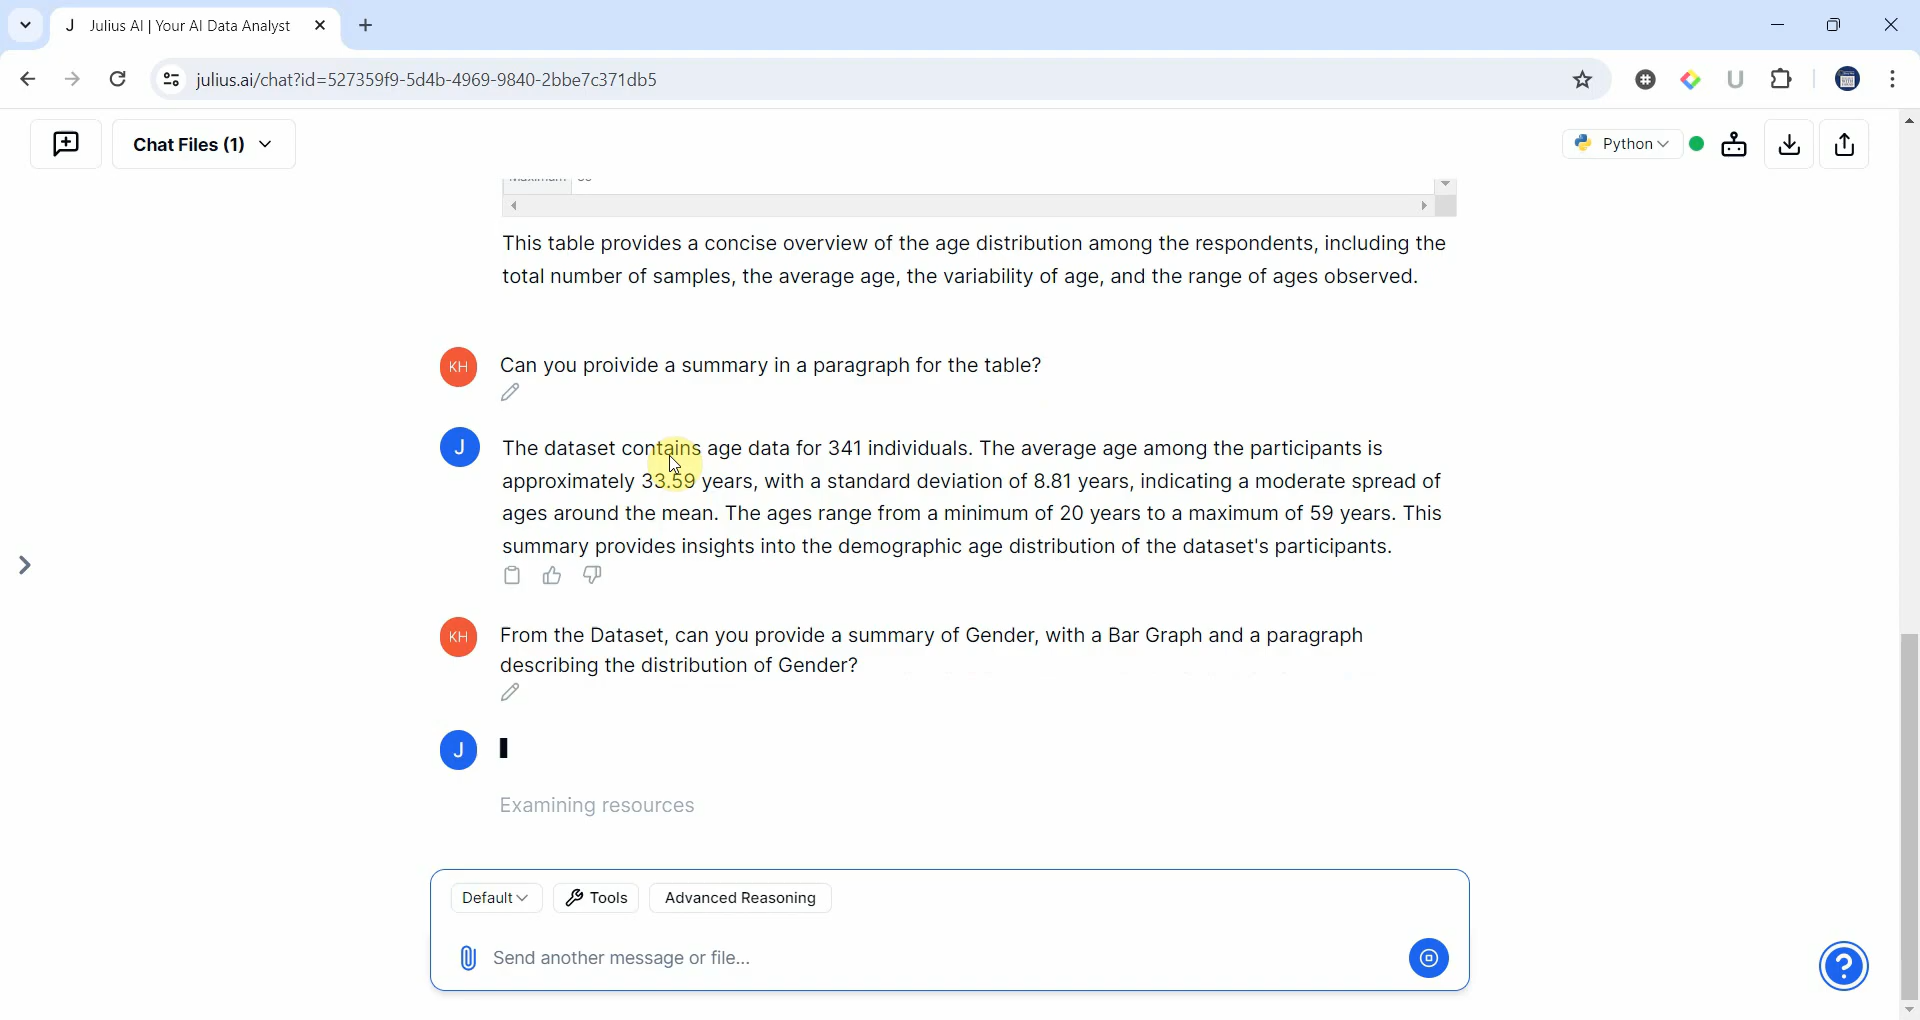 J Julius AI | Your AI Data Analyst
julius.ai/chat?id=527359f9-5d4b-4969-9840-2bbe7c371db5
Chat Files (1)
Python
This table provides a concise overview of the age distribution among the respondents, including the
total number of samples, the average age, the variability of age, and the range of ages observed.
KH Can you proivide a summary in a paragraph for the table?
J The dataset contains age data for 341 individuals. The average age among the participants is
approximately 33.59 years, with a standard deviation of 8.81 years, indicating a moderate spread of
ages around the mean. The ages range from a minimum of 20 years to a maximum of 59 years. This
summary provides insights into the demographic age distribution of the dataset's participants.
KH From the Dataset, can you provide a summary of Gender, with a Bar Graph and a paragraph
describing the distribution of Gender?
J
Examining resources
Default Tools Advanced Reasoning
Send another message or file...